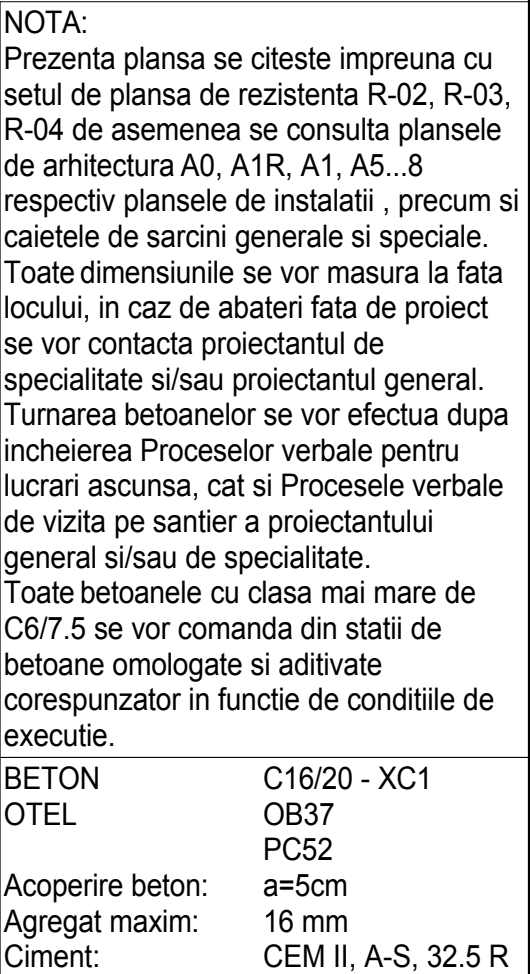 NOTA:
Prezenta plansa se citeste impreuna cu
setul de plansa de rezistenta R-02, R-03,
R-04 de asemenea se consulta plansele
de arhitectura A0, A1R, A1, A5...8
respectiv plansele de instalatii , precum si
caietele de sarcini generale si speciale.
Toate dimensiunile se vor masura la fata
locului, in caz de abateri fata de proiect
se vor contacta proiectantul de
specialitate si/sau proiectantul general.
Turnarea betoanelor se vor efectua dupa
incheierea Proceselor verbale pentru
lucrari ascunsa, cat si Procesele verbale
de vizita pe santier a proiectantului
general si/sau de specialitate.
Toate betoanele cu clasa mai mare de
C6/7.5 se vor comanda din statii de
betoane omologate si aditivate
corespunzator in functie de conditiile de
executie.
BETON C16/20 - XC1
OTEL OB37
PC52
Acoperire beton: a=5cm
Agregat maxim: 16 mm
Ciment: CEM II, A-S, 32.5 R